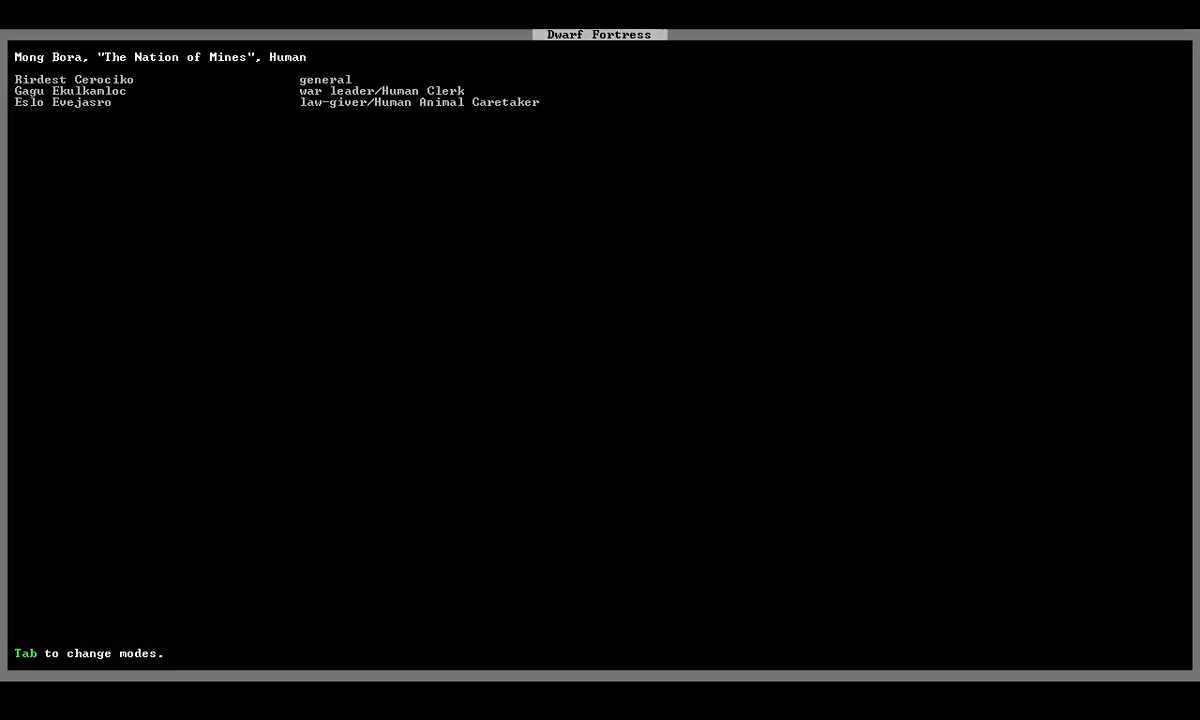 Dwarf Fortress
Mong Bora, "The Nation of Mines", Human
Rirdest Cerociko general
Gagu Ekulkamloc war leader/Human Clerk
Eslo Evejasro law-giver/Human Animal Caretaker
Tab to change modes.